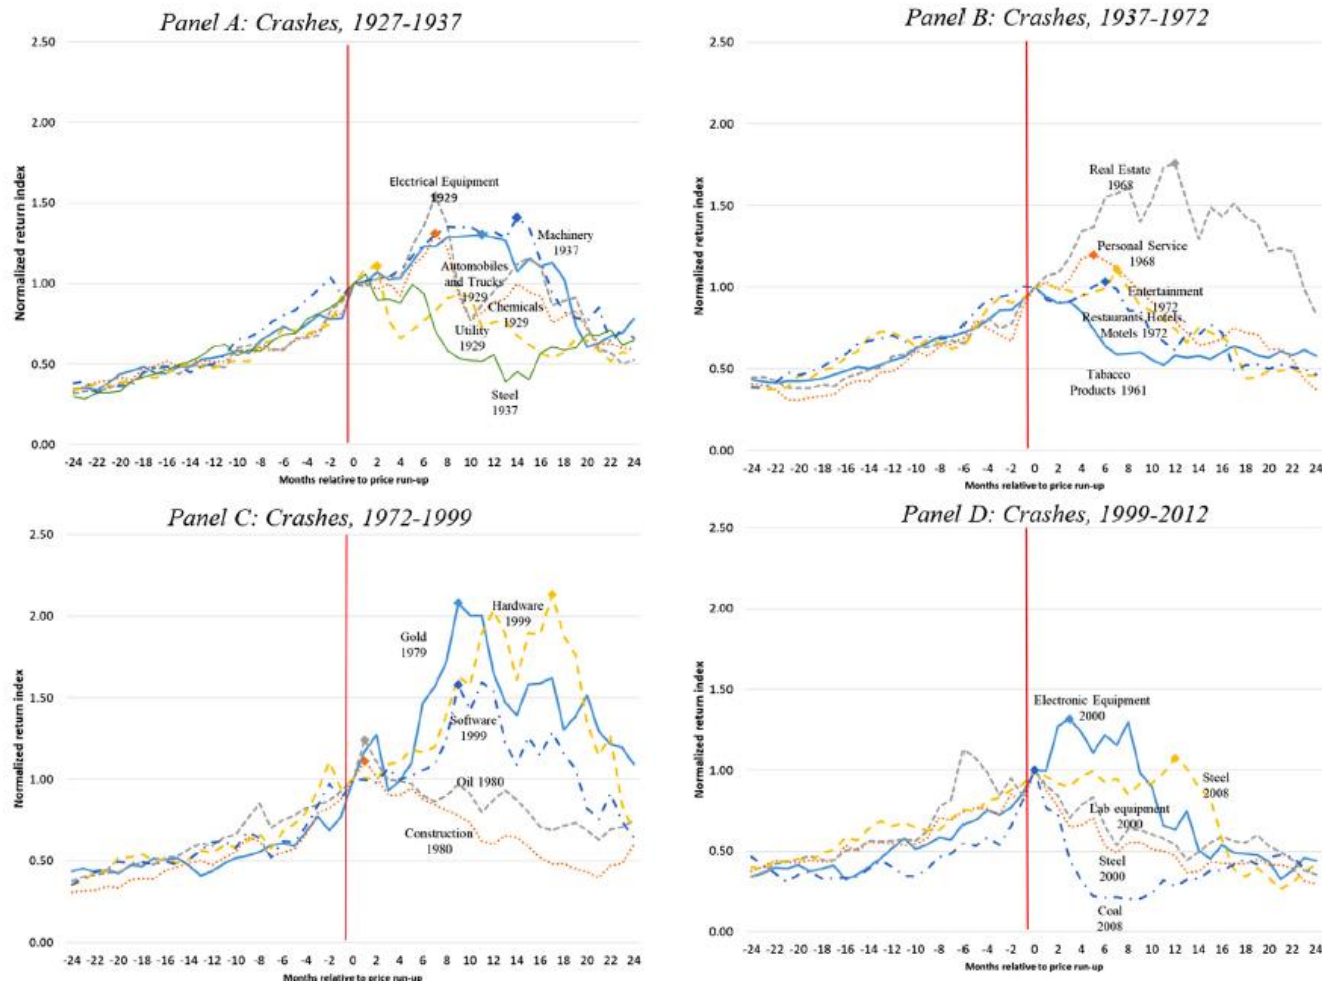 Panel A: Crashes, 1927-1937
Normalized return index
2.50
2.00
1.50
1.00
0.50
0.00
Electrical Equipment
1929
Machinery
1937
Automobiles
and Trucks
1929
Chemicals
1929
Utility
1929
Steel
1937
-24 -22 -20 -18 -16 -14 -12 -10 -8 -6 -4 -2 0 2 4 6 8 10 12 14 16 18 20 22 24
Months relative to price run-up
Panel B: Crashes, 1937-1972
Normalized return index
2.50
2.00
1.50
1.00
0.50
0.00
Real Estate
1968
Personal Service
1968
Entertainment
1972
Restaurants Hotels
Motels 1972
Tabacco
Products 1961
-24 -22 -20 -18 -16 -14 -12 -10 -8 -6 -4 -2 0 2 4 6 8 10 12 14 16 18 20 22 24
Months relative to price run-up
Panel C: Crashes, 1972-1999
Normalized return index
2.50
2.00
1.50
1.00
0.50
0.00
Hardware
1999
Gold
1979
Software
1999
Oil 1980
Construction
1980
-24 -22 -20 -18 -16 -14 -12 -10 -8 -6 -4 -2 0 2 4 6 8 10 12 14 16 18 20 22 24
Months relative to price run-up
Panel D: Crashes, 1999-2012
Normalized return index
2.50
2.00
1.50
1.00
0.50
0.00
Electronic Equipment
2000
Steel
2008
Lab equipment
2000
Steel
2000
Coal
2008
-24 -22 -20 -18 -16 -14 -12 -10 -8 -6 -4 -2 0 2 4 6 8 10 12 14 16 18 20 22 24
Months relative to price run-up